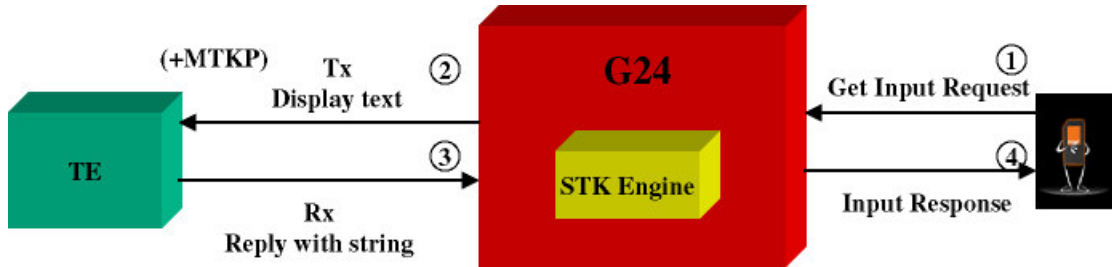 (+MTKP)
Tx
Display text
②
G24
①
Get Input Request
TE
③
STK Engine
④
Rx
Reply with string
Input Response